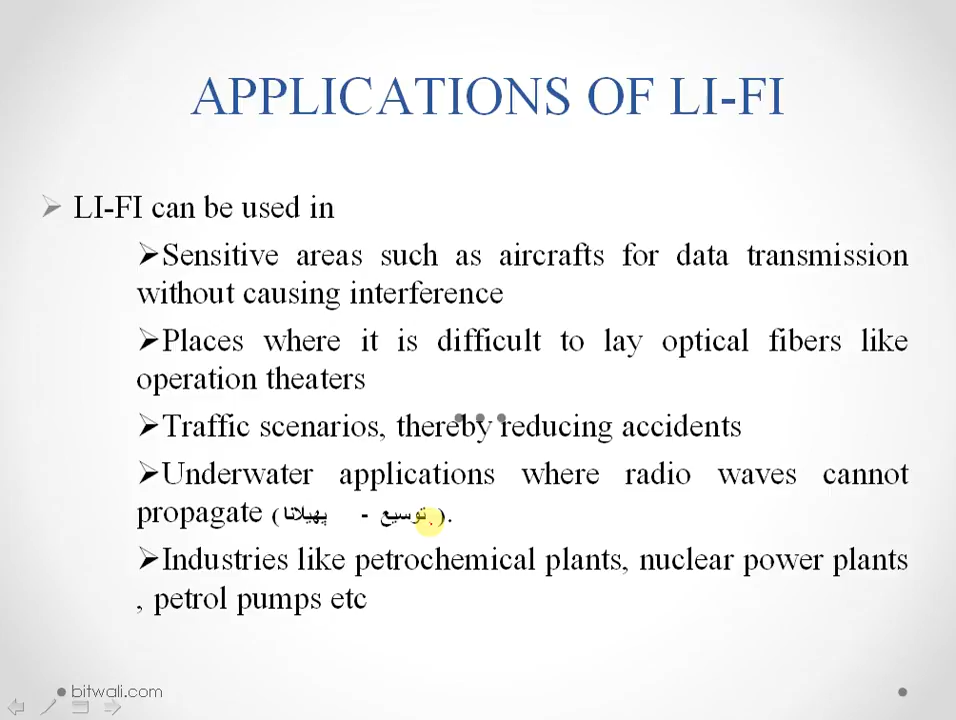 APPLICATIONS OF LI-FI
➢ LI-FI can be used in
➢Sensitive areas such as aircrafts for data transmission
without causing interference
➢Places where it is difficult to lay optical fibers like
operation theaters
➢Traffic scenarios, thereby reducing accidents
➢Underwater applications where radio waves cannot
propagate (پھیلانا - توسیع.).
➢Industries like petrochemical plants, nuclear power plants
, petrol pumps etc
bitwali.com